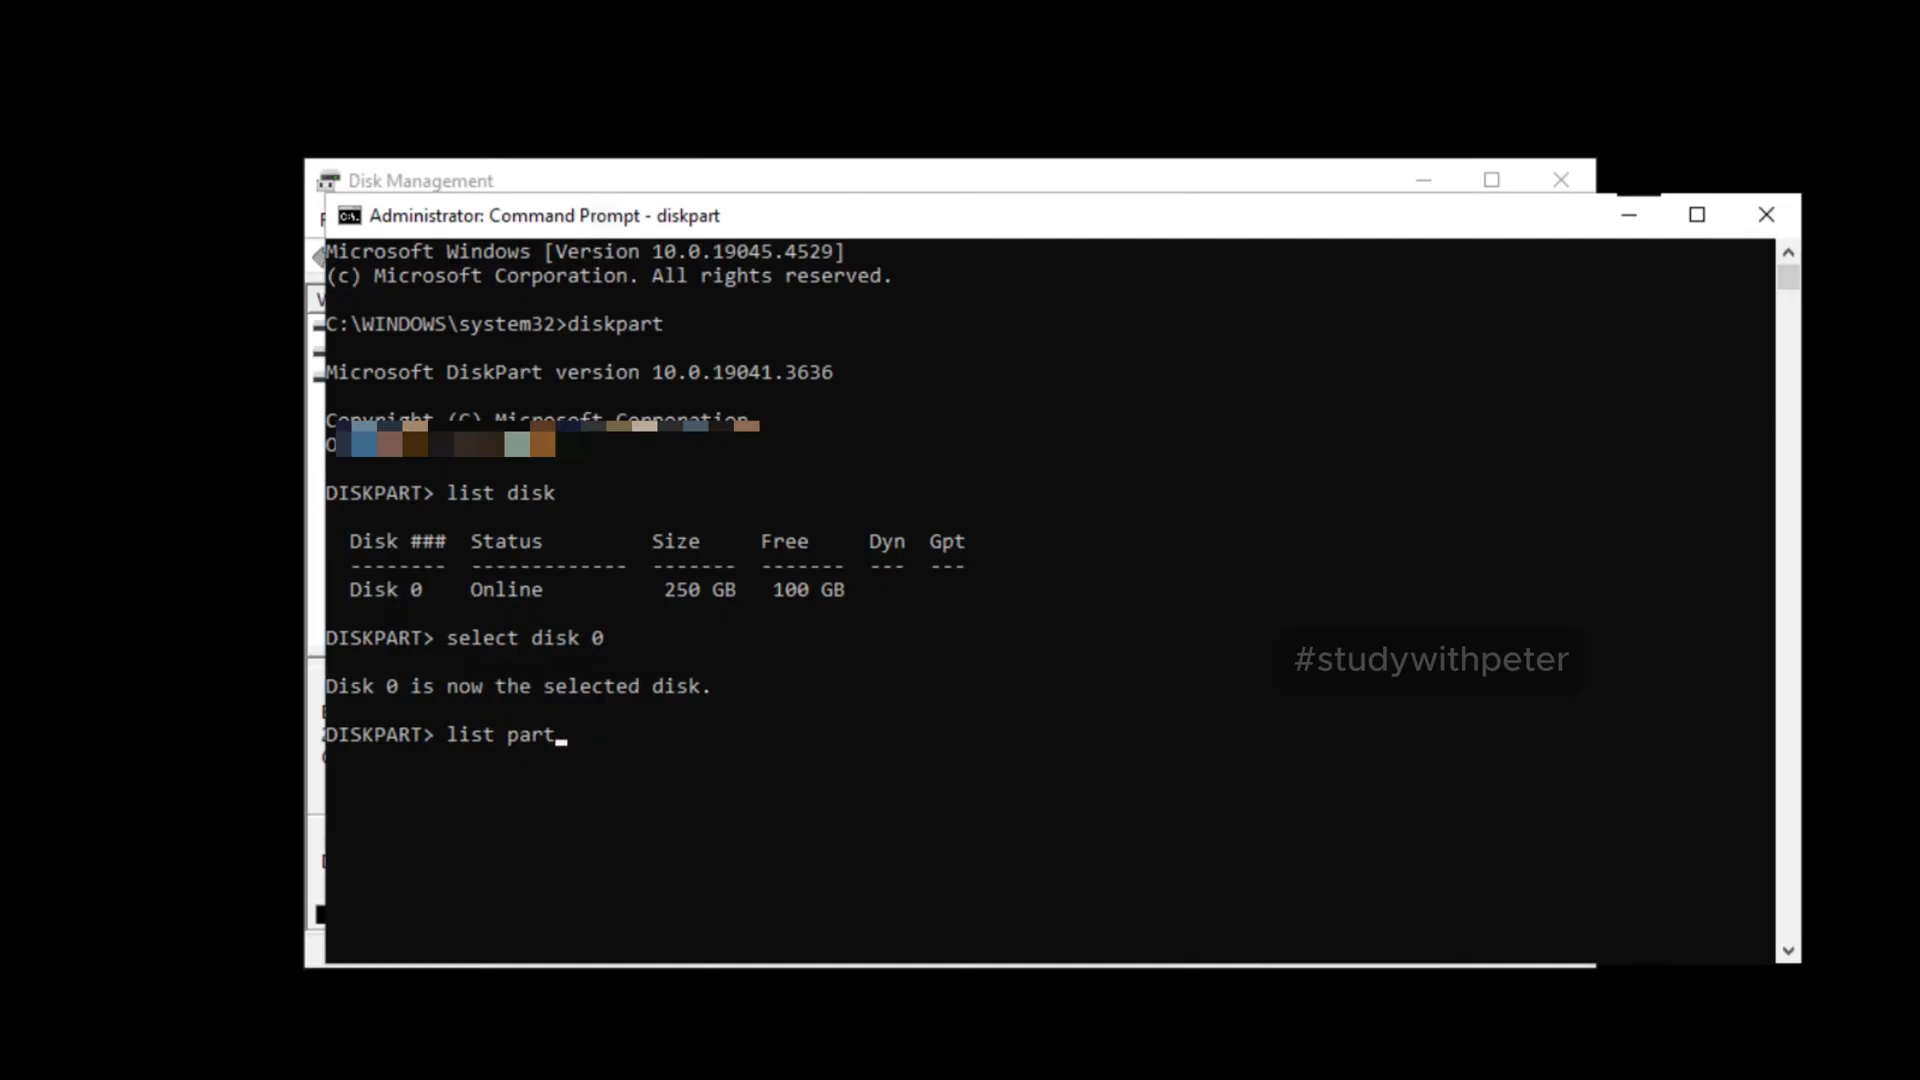 Disk Management
Administrator: Command Prompt - diskpart
Microsoft Windows [Version 10.0.19045.4529]
(c) Microsoft Corporation. All rights reserved.
C:\WINDOWS\system32>diskpart
Microsoft DiskPart version 10.0.19041.3636
Copyright (C) Microsoft Corporation
DISKPART> list disk
Disk ### Status Size Free Dyn Gpt
-------- ------------- ------- ------- --- ---
Disk 0 Online 250 GB 100 GB
DISKPART> select disk 0
#studywithpeter
Disk 0 is now the selected disk.
DISKPART> list part